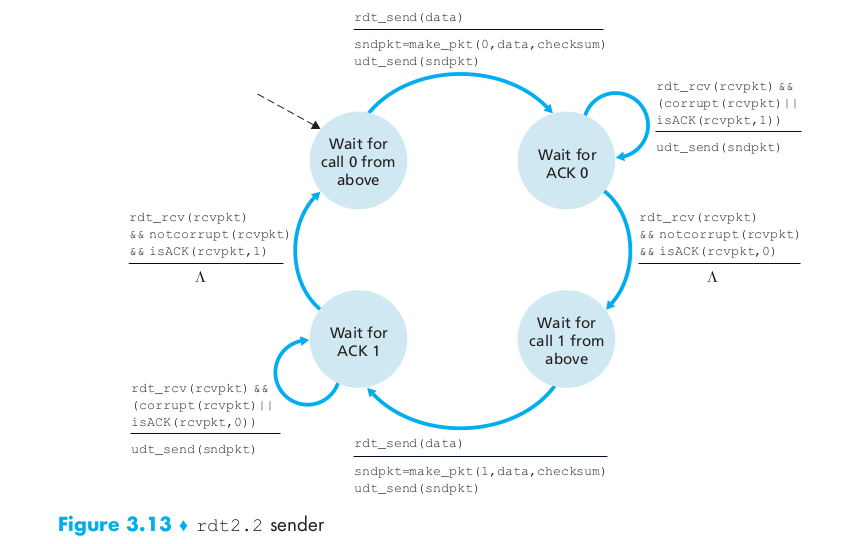 rdt_send(data)
sndpkt=make_pkt(0,data,checksum)
udt_send(sndpkt)
rdt_rcv(rcvpkt) &&
(corrupt(rcvpkt)||
isACK(rcvpkt,1))
udt_send(sndpkt)
Wait for
call 0 from
above
Wait for
ACK 0
rdt_rcv(rcvpkt)
&& notcorrupt(rcvpkt)
&& isACK(rcvpkt,1)
Λ
rdt_rcv(rcvpkt)
&& notcorrupt(rcvpkt)
&& isACK(rcvpkt,0)
Λ
Wait for
ACK 1
Wait for
call 1 from
above
rdt_rcv(rcvpkt) &&
(corrupt(rcvpkt)||
isACK(rcvpkt,0))
udt_send(sndpkt)
rdt_send(data)
sndpkt=make_pkt(1,data,checksum)
udt_send(sndpkt)
Figure 3.13 ♦ rdt2.2 sender